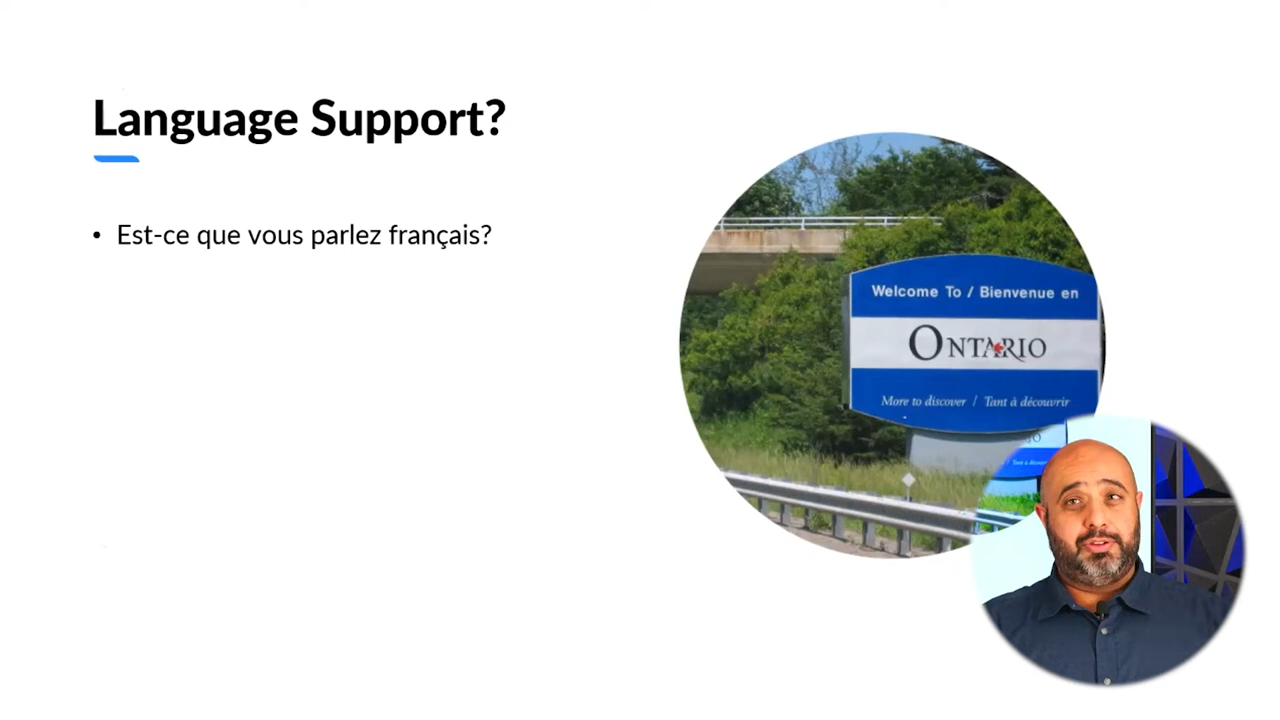 Language Support?
• Est-ce que vous parlez français?
Welcome To / Bienvenue en
ONTARIO
More to discover / Tant à découvrir